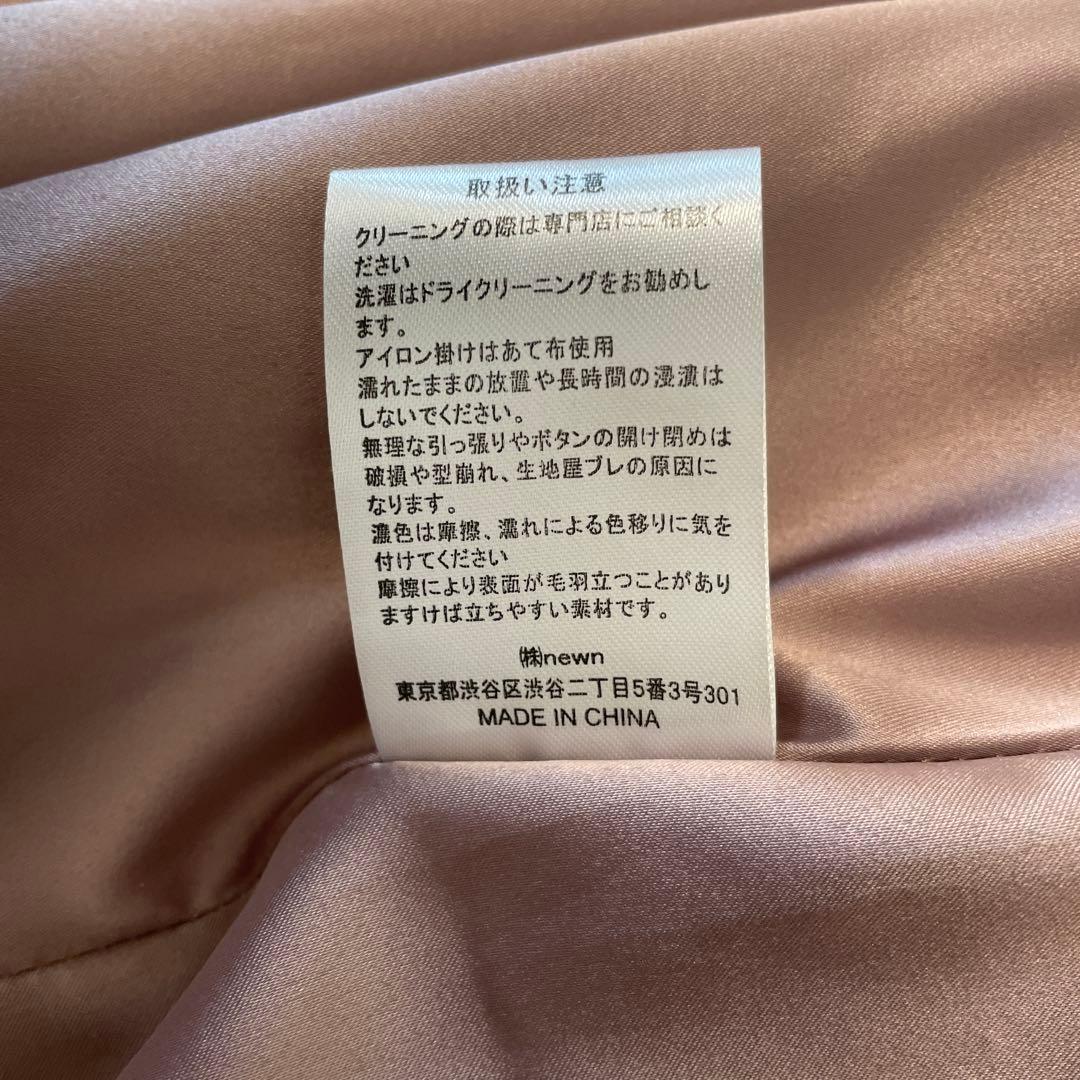 取扱い注意
クリーニングの際は専門店にご相談く
ださい
洗濯はドライクリーニングをお勧めし
ます。
アイロン掛けはあて布使用
濡れたままの放置や長時間の浸漬は
しないでください。
無理な引っ張りやボタンの開け閉めは
破損や型崩れ、生地屋ブレの原因に
なります。
濃色は摩擦、濡れによる色移りに気を
付けてください
摩擦により表面が毛羽立つことがあり
ますけば立ちやすい素材です。
㈱newn
東京都渋谷区渋谷二丁目5番3号301
MADE IN CHINA